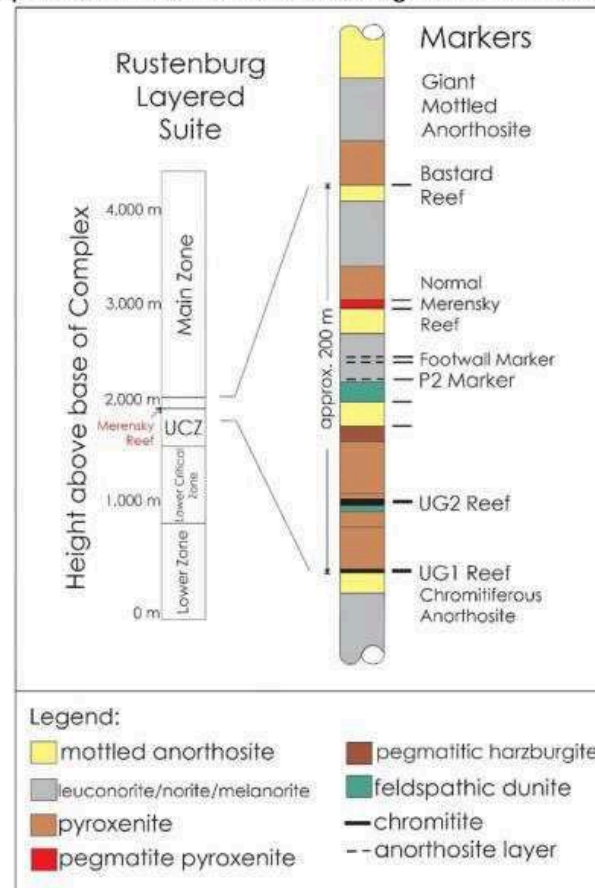 Rustenburg
Layered
Suite
Height above base of Complex
4,000 m
3,000 m
2,000 m
1,000 m
0 m
Main Zone
Merensky
Reef
UCZ
Lower Critical
Zone
Lower Zone
approx. 200 m
Markers
Giant
Mottled
Anorthosite
Bastard
Reef
Normal
Merensky
Reef
Footwall Marker
P2 Marker
UG2 Reef
UG1 Reef
Chromitiferous
Anorthosite
Legend:
mottled anorthosite
leuconorite/norite/melanorite
pyroxenite
pegmatite pyroxenite
pegmatitic harzburgite
feldspathic dunite
chromitite
anorthosite layer